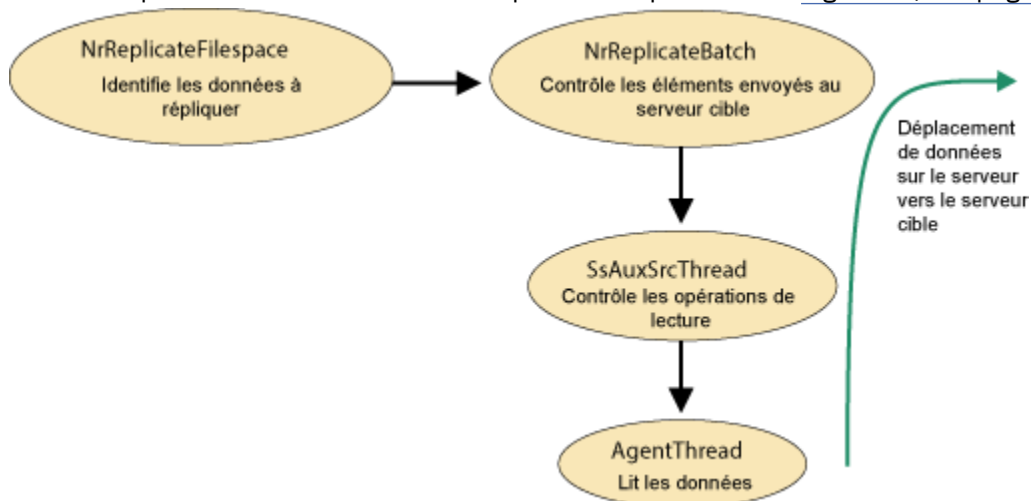 NrReplicateFilespace
Identifie les données à
répliquer
NrReplicateBatch
Contrôle les éléments envoyés au
serveur cible
Déplacement
de données
sur le serveur
vers le serveur
cible
SsAuxSrcThread
Contrôle les opérations de
lecture
AgentThread
Lit les données